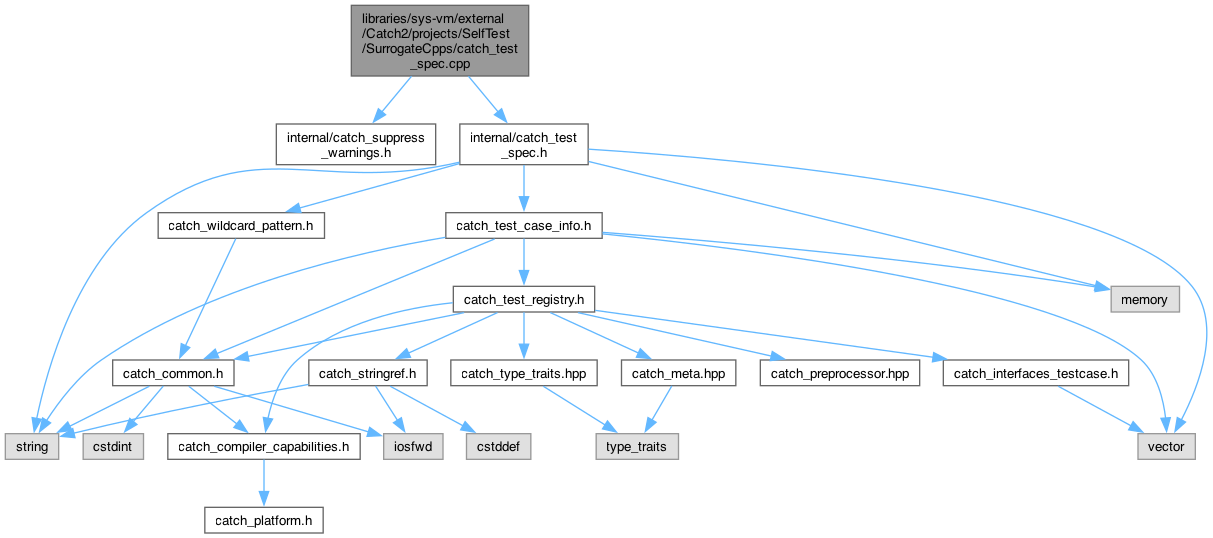 libraries/sys-vm/external
/Catch2/projects/SelfTest
/SurrogateCpps/catch_test
_spec.cpp
internal/catch_suppress
_warnings.h
internal/catch_test
_spec.h
catch_wildcard_pattern.h
catch_test_case_info.h
catch_test_registry.h
memory
catch_common.h
catch_stringref.h
catch_type_traits.hpp
catch_meta.hpp
catch_preprocessor.hpp
catch_interfaces_testcase.h
string
cstdint
catch_compiler_capabilities.h
iosfwd
cstddef
type_traits
vector
catch_platform.h